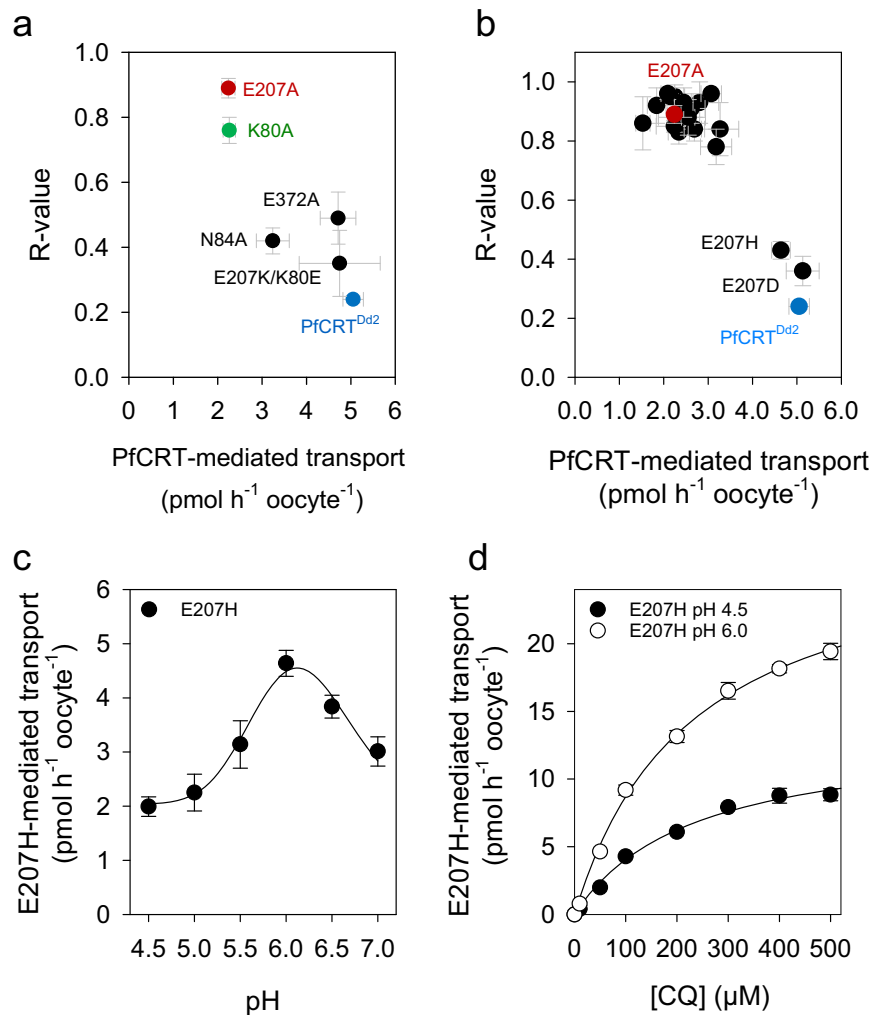 a
R-value
1.0
0.8
0.6
0.4
0.2
0.0
E207A
K80A
E372A
N84A
E207K/K80E
PfCRT^Dd2
0 1 2 3 4 5 6
PfCRT-mediated transport
(pmol h⁻¹ oocyte⁻¹)
b
R-value
1.0
0.8
0.6
0.4
0.2
0.0
E207A
E207H
E207D
PfCRT^Dd2
0.0 1.0 2.0 3.0 4.0 5.0 6.0
PfCRT-mediated transport
(pmol h⁻¹ oocyte⁻¹)
c
E207H-mediated transport
(pmol h⁻¹ oocyte⁻¹)
6
5
4
3
2
1
0
E207H
4.5 5.0 5.5 6.0 6.5 7.0
pH
d
E207H-mediated transport
(pmol h⁻¹ oocyte⁻¹)
20
15
10
5
0
E207H pH 4.5
E207H pH 6.0
0 100 200 300 400 500
[CQ] (µM)